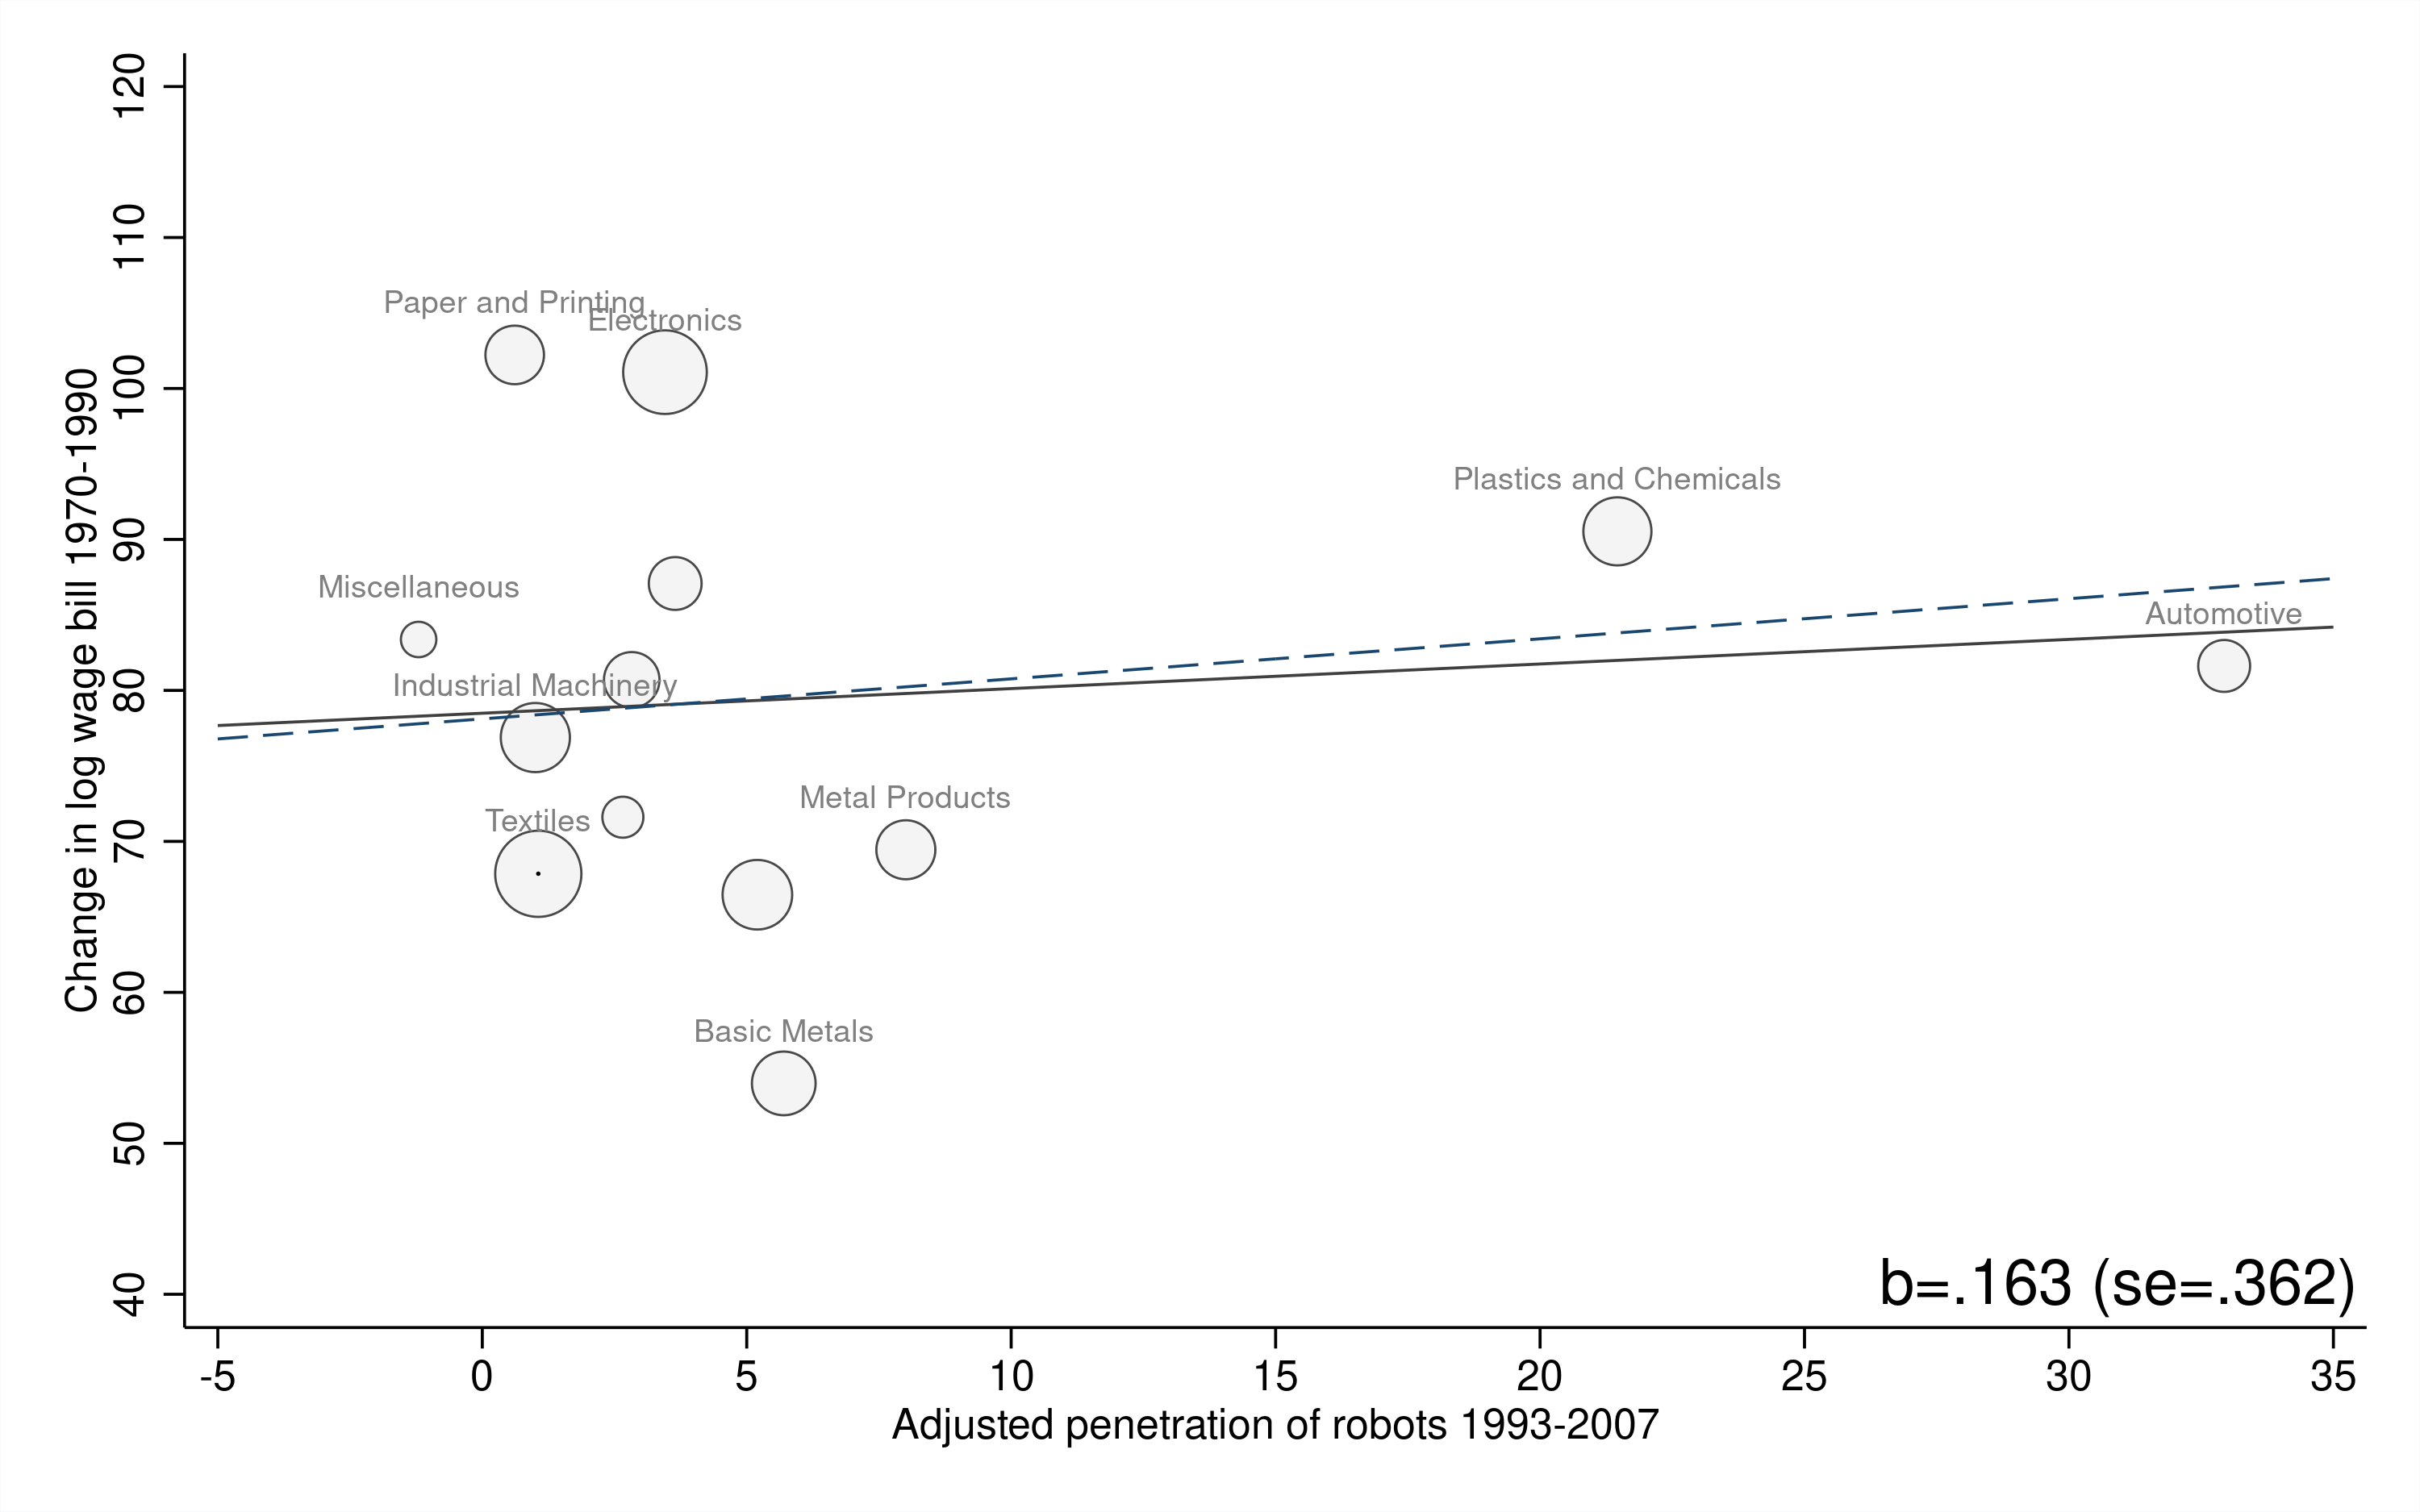 Change in log wage bill 1970-1990
120
110
100
90
80
70
60
50
40
Paper and Printing
Electronics
Plastics and Chemicals
Miscellaneous
Automotive
Industrial Machinery
Metal Products
Textiles
Basic Metals
b=.163 (se=.362)
-5 0 5 10 15 20 25 30 35
Adjusted penetration of robots 1993-2007